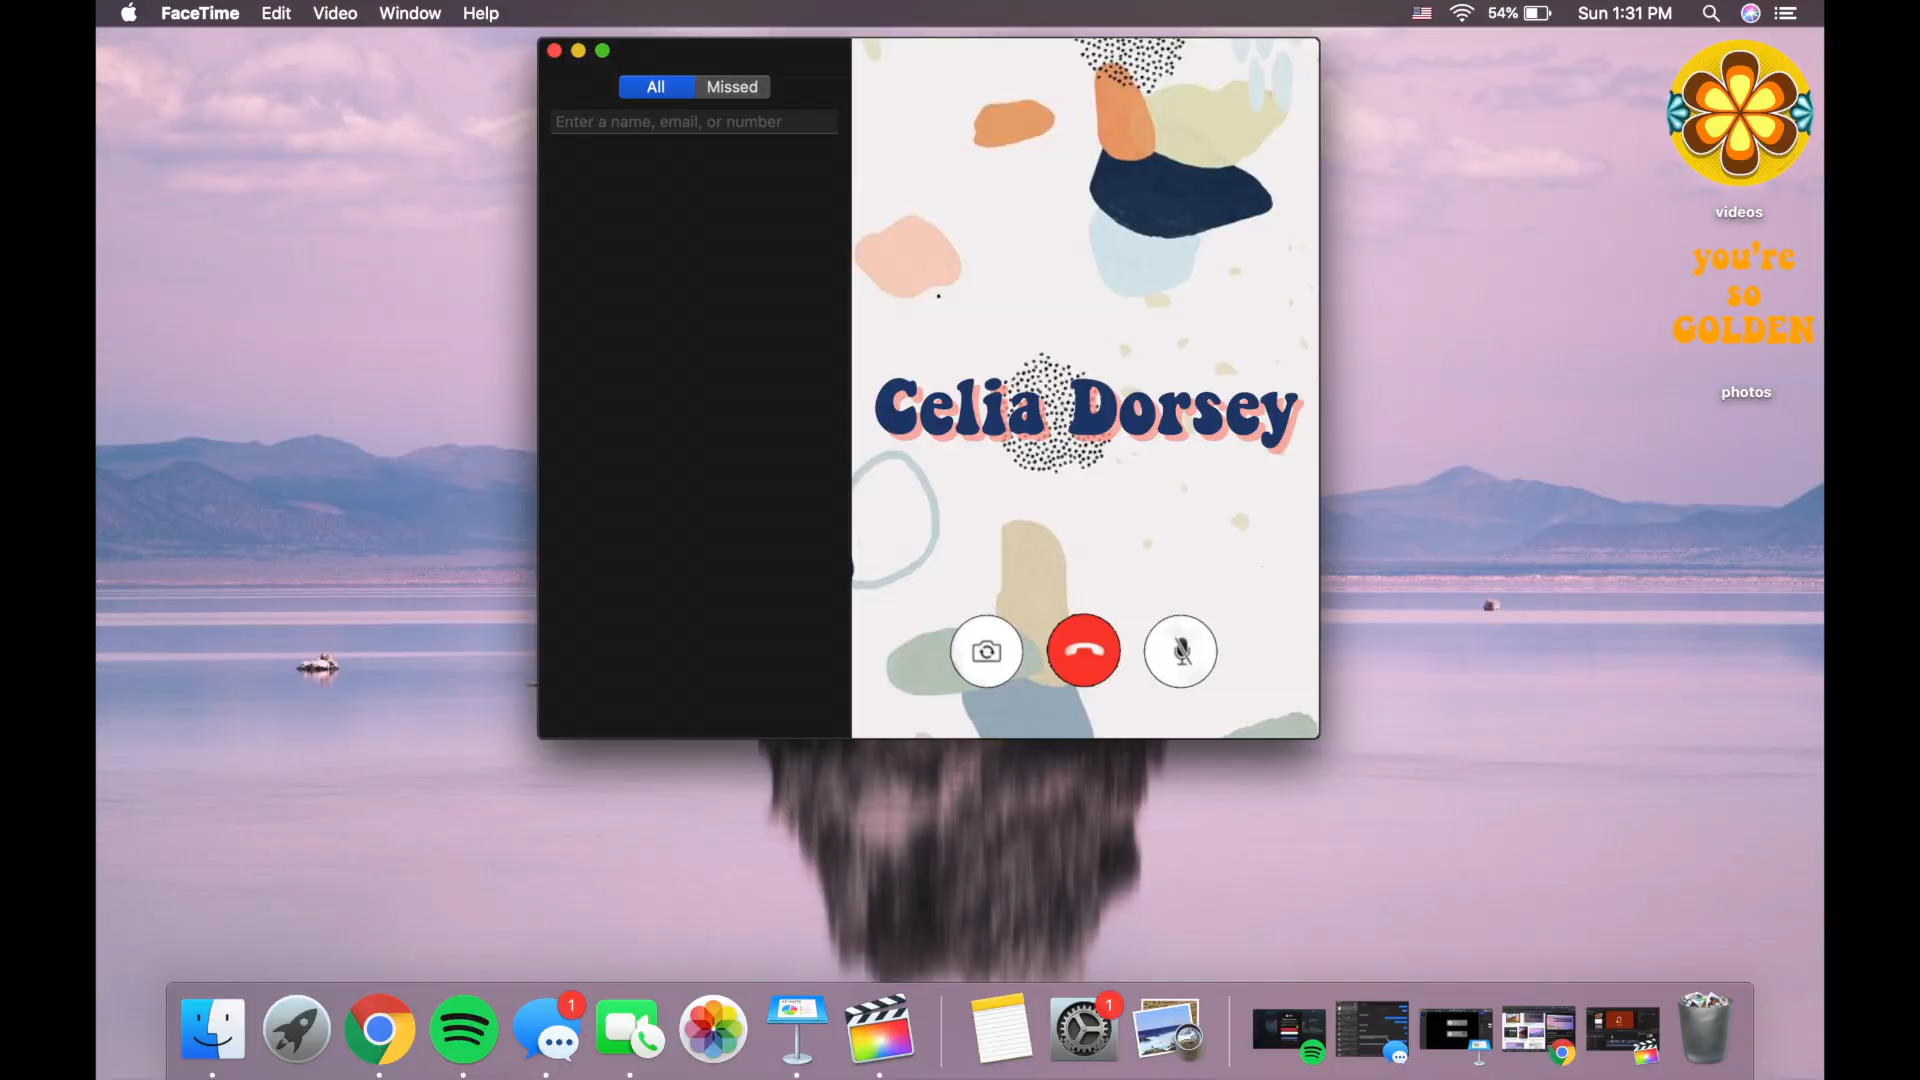 FaceTime Edit Video Window Help 54% Sun 1:31 PM
All Missed
Enter a name, email, or number
videos
you're
so
GOLDEN
photos
Celia Dorsey
1
KEYNOTE
1